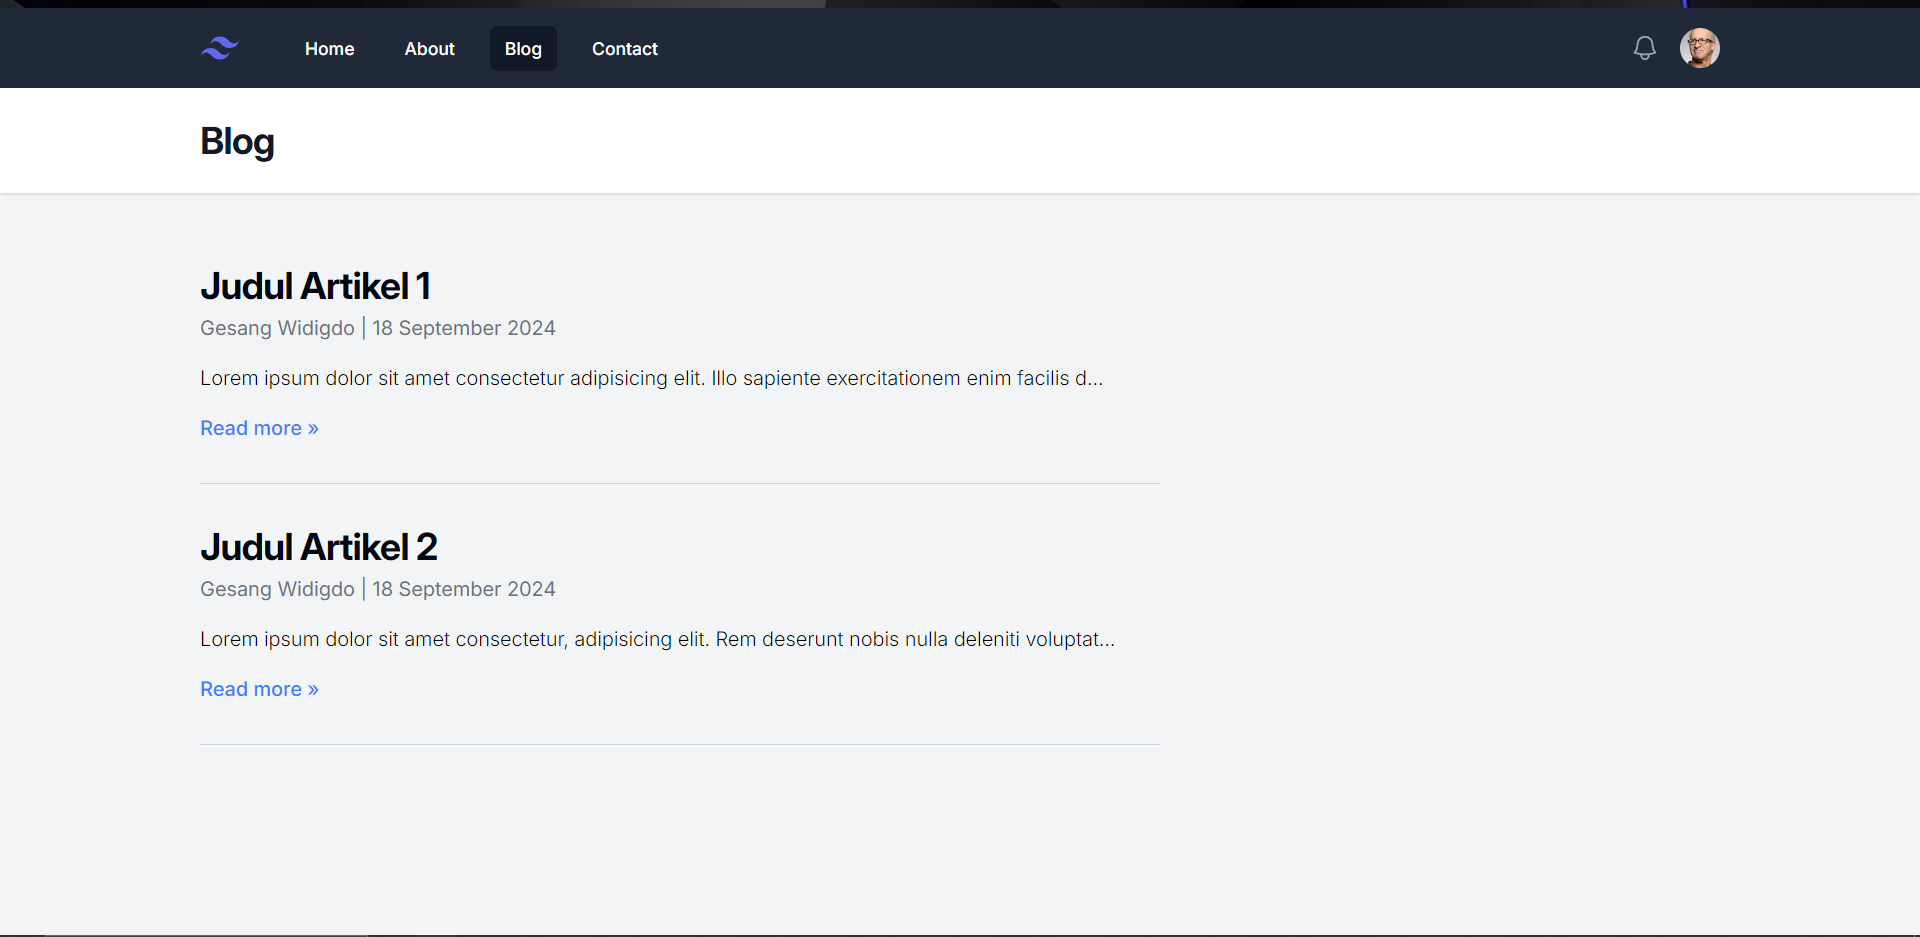 Home About Blog Contact
Blog
Judul Artikel 1
Gesang Widigdo | 18 September 2024
Lorem ipsum dolor sit amet consectetur adipisicing elit. Illo sapiente exercitationem enim facilis d...
Read more »
Judul Artikel 2
Gesang Widigdo | 18 September 2024
Lorem ipsum dolor sit amet consectetur, adipisicing elit. Rem deserunt nobis nulla deleniti voluptat...
Read more »